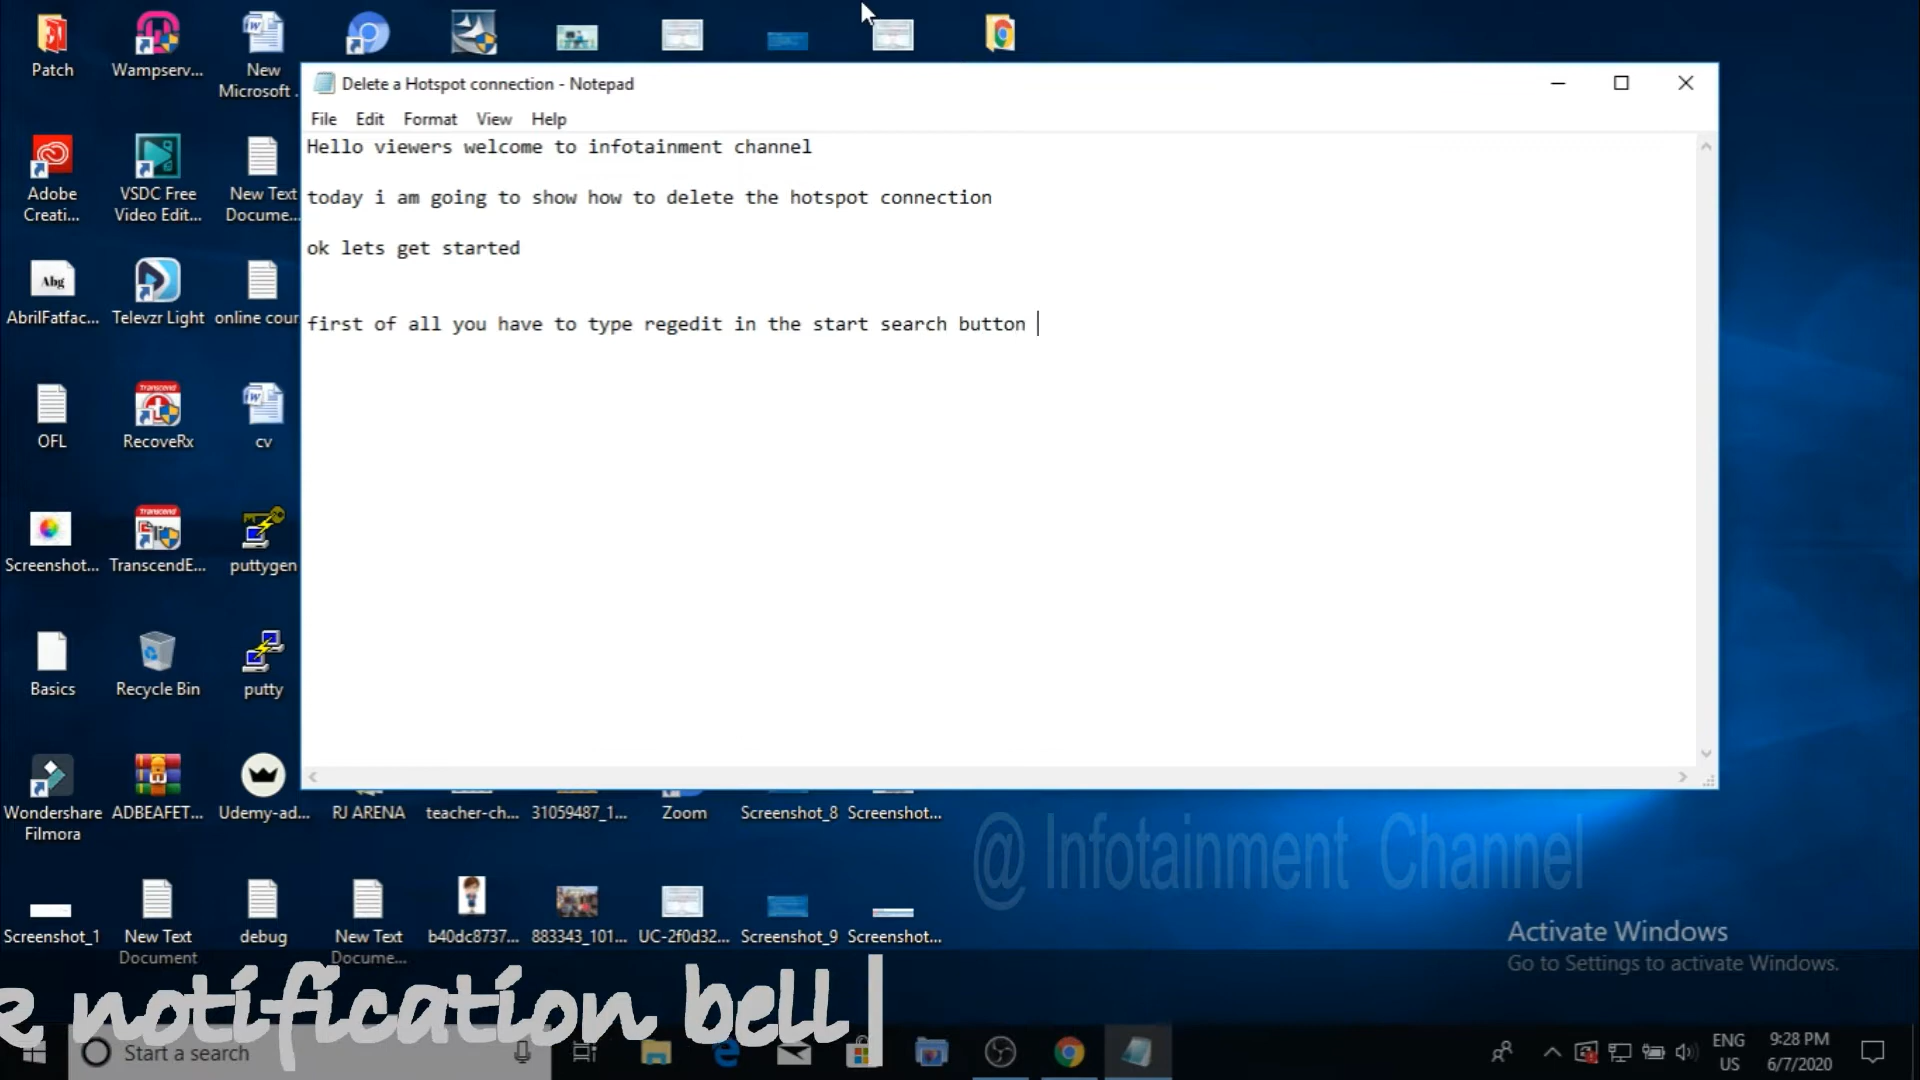 Patch
Wampserv...
New
Microsoft .
Delete a Hotspot connection - Notepad
File Edit Format View Help
Hello viewers welcome to infotainment channel
today i am going to show how to delete the hotspot connection
ok lets get started
first of all you have to type regedit in the start search button
Adobe
Creati...
VSDC Free
Video Edit...
New Text
Docume...
Abg
AbrilFatfac...
Televzr Light
online cour
OFL
Transcend
RecoveRx
cv
Screenshot...
Transcend
TranscendE...
puttygen
Basics
Recycle Bin
putty
Wondershare
Filmora
ADBEAFET...
Udemy-ad...
RJ ARENA
teacher-ch...
31059487_1...
Zoom
Screenshot_8
Screenshot...
@ Infotainment Channel
Screenshot_1
New Text
Document
debug
New Text
Docume...
b40dc8737...
883343_101...
UC-2f0d32...
Screenshot_9
Screenshot...
Activate Windows
Go to Settings to activate Windows.
notification bell
Start a search
ENG
US
9:28 PM
6/7/2020